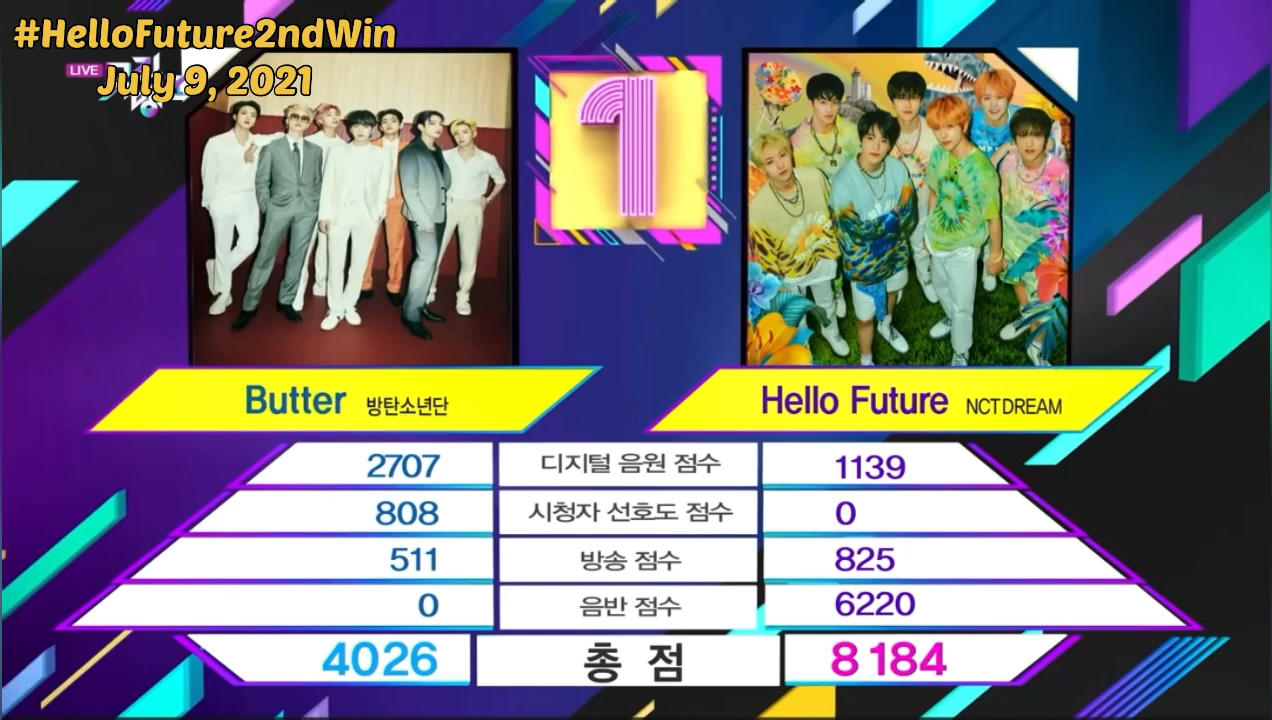 #HelloFuture2ndWin
July 9, 2021
LIVE
1
Butter 방탄소년단
Hello Future NCT DREAM
2707 디지털 음원 점수 1139
808 시청자 선호도 점수 0
511 방송 점수 825
0 음반 점수 6220
4026 총 점 8184